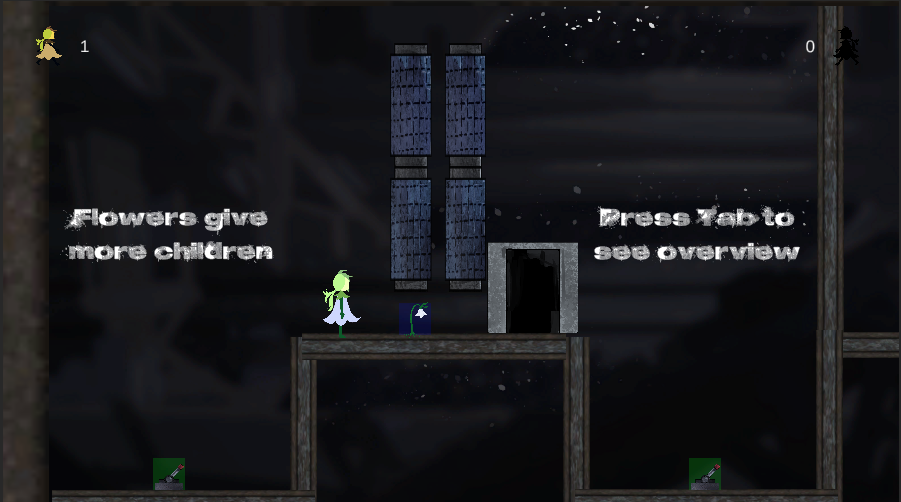 1
0
Flowers give
more children
Press Tab to
see overview